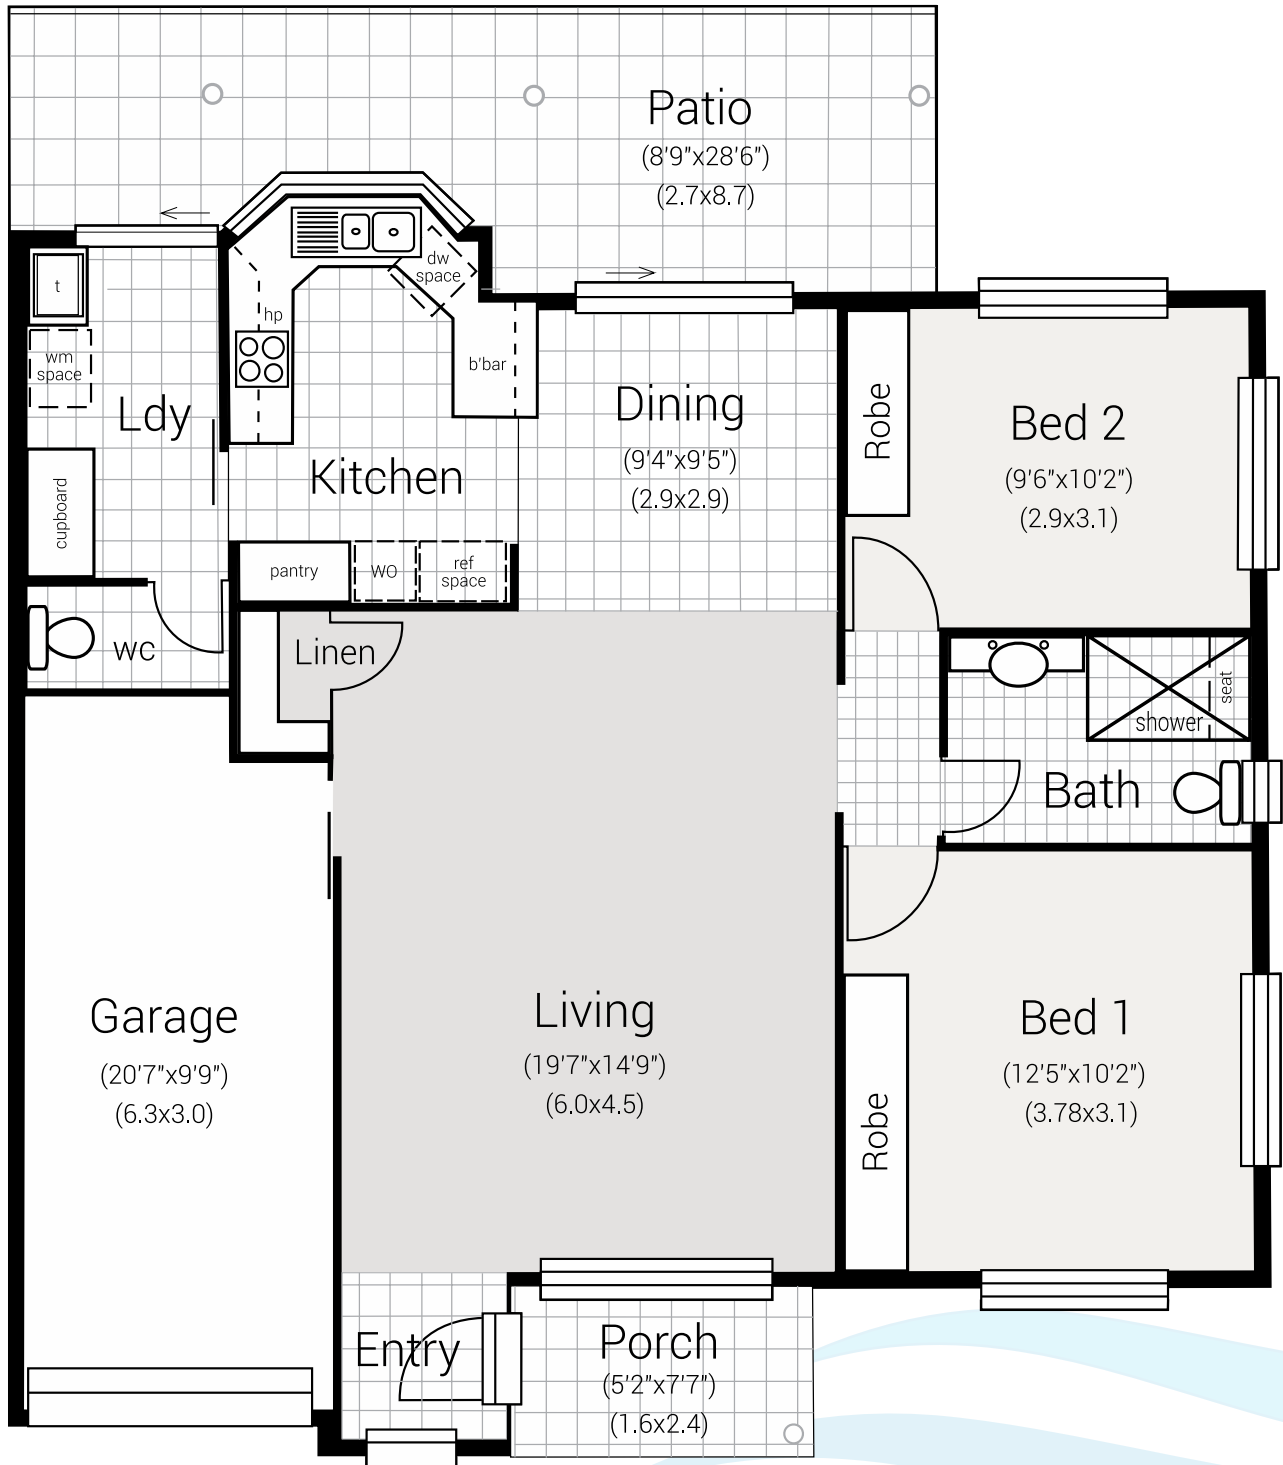 Patio
(8'9"x28'6")
(2.7x8.7)
t
wm
space
Ldy
cupboard
WC
hp
dw
space
b'bar
Kitchen
pantry
WO
ref
space
Dining
(9'4"x9'5")
(2.9x2.9)
Robe
Bed 2
(9'6"x10'2")
(2.9x3.1)
Linen
seat
shower
Bath
Garage
(20'7"x9'9")
(6.3x3.0)
Living
(19'7"x14'9")
(6.0x4.5)
Robe
Bed 1
(12'5"x10'2")
(3.78x3.1)
Entry
Porch
(5'2"x7'7")
(1.6x2.4)